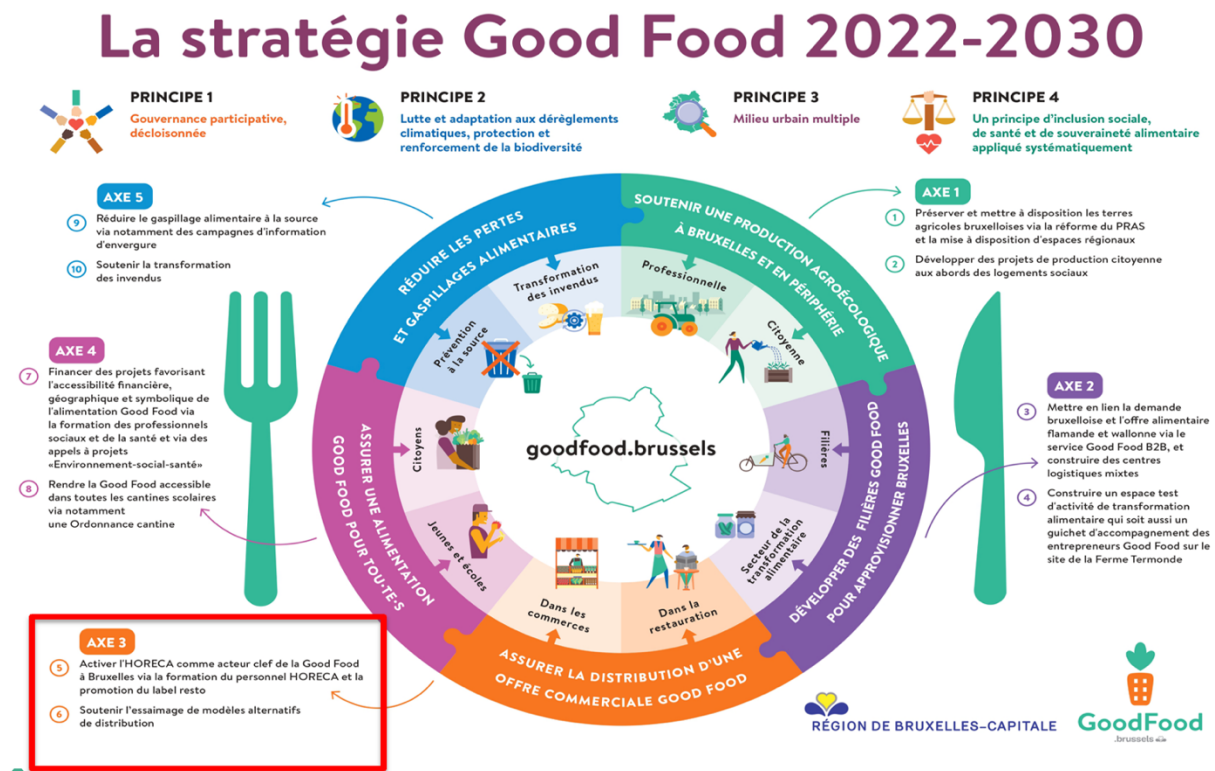 La stratégie Good Food 2022-2030
PRINCIPE 1
Gouvernance participative,
décloisonnée
PRINCIPE 2
Lutte et adaptation aux dérèglements
climatiques, protection et
renforcement de la biodiversité
PRINCIPE 3
Milieu urbain multiple
PRINCIPE 4
Un principe d'inclusion sociale,
de santé et de souveraineté alimentaire
appliqué systématiquement
AXE 5
9 Réduire le gaspillage alimentaire à la source
via notamment des campagnes d'information
d'envergure
10 Soutenir la transformation
des invendus
AXE 1
1 Préserver et mettre à disposition les terres
agricoles bruxelloises via la réforme du PRAS
et la mise à disposition d'espaces régionaux
2 Développer des projets de production citoyenne
aux abords des logements sociaux
RÉDUIRE LES PERTES
ET GASPILLAGES ALIMENTAIRES
SOUTENIR UNE PRODUCTION AGROÉCOLOGIQUE
À BRUXELLES ET EN PÉRIPHÉRIE
Prévention
à la source
Transformation
des invendus
Professionnelle
Citoyenne
AXE 4
7 Financer des projets favorisant
l'accessibilité financière,
géographique et symbolique de
l'alimentation Good Food via
la formation des professionnels
sociaux et de la santé et via des
appels à projets
«Environnement-social-santé»
8 Rendre la Good Food accessible
dans toutes les cantines scolaires
via notamment
une Ordonnance cantine
ASSURER UNE ALIMENTATION
GOOD FOOD POUR TOU·TE·S
Citoyens
Jeunes et écoles
goodfood.brussels
Filières
Secteur de la
transformation
alimentaire
DÉVELOPPER DES FILIÈRES GOOD FOOD
POUR APPROVISIONNER BRUXELLES
AXE 2
3 Mettre en lien la demande
bruxelloise et l'offre alimentaire
flamande et wallonne via le
service Good Food B2B, et
construire des centres
logistiques mixtes
4 Construire un espace test
d'activité de transformation
alimentaire qui soit aussi un
guichet d'accompagnement des
entrepreneurs Good Food sur le
site de la Ferme Termonde
Dans les
commerces
Dans la
restauration
ASSURER LA DISTRIBUTION D'UNE
OFFRE COMMERCIALE GOOD FOOD
AXE 3
5 Activer l'HORECA comme acteur clef de la Good Food
à Bruxelles via la formation du personnel HORECA et la
promotion du label resto
6 Soutenir l'essaimage de modèles alternatifs
de distribution
RÉGION DE BRUXELLES-CAPITALE
GoodFood
.brussels